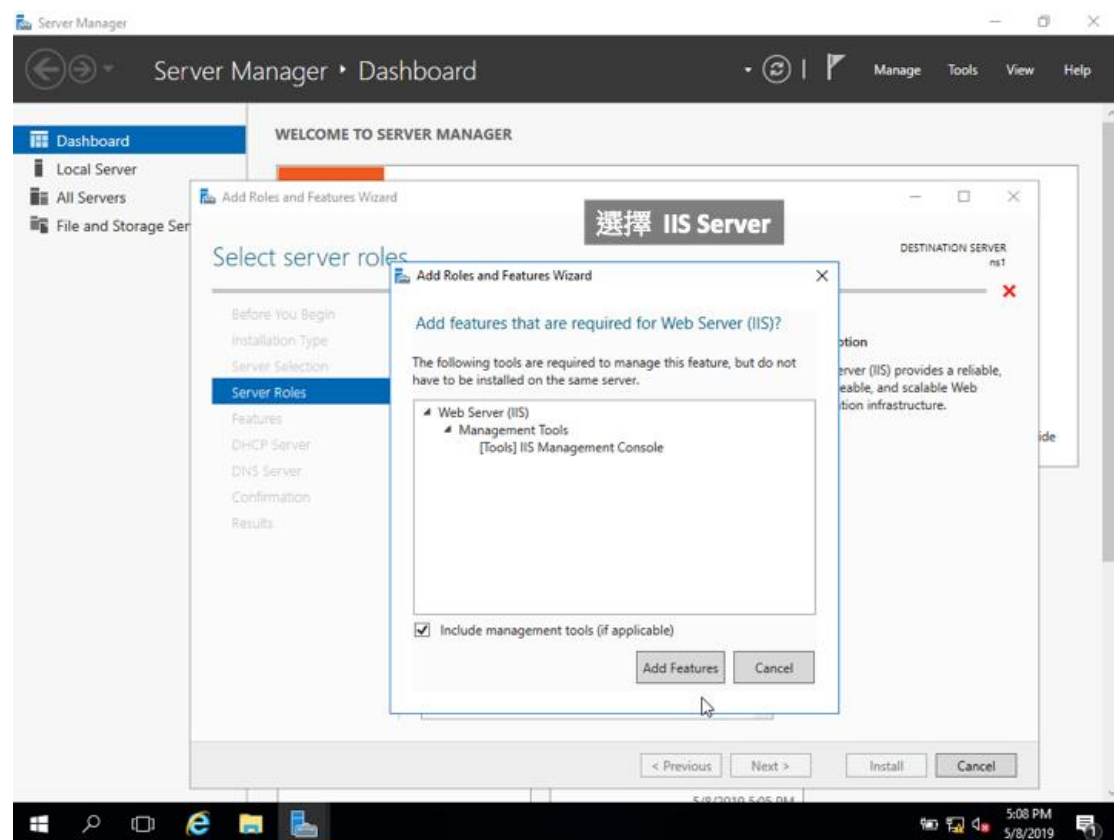 Server Manager
Server Manager • Dashboard
Manage Tools View Help
Dashboard
Local Server
All Servers
File and Storage Ser
WELCOME TO SERVER MANAGER
Add Roles and Features Wizard
選擇 IIS Server
Select server roles
DESTINATION SERVER
ns1
Before You Begin
Installation Type
Server Selection
Server Roles
Features
DHCP Server
DNS Server
Confirmation
Results
Add Roles and Features Wizard
Add features that are required for Web Server (IIS)?
The following tools are required to manage this feature, but do not
have to be installed on the same server.
Web Server (IIS)
Management Tools
[Tools] IIS Management Console
Include management tools (if applicable)
Add Features Cancel
ption
erver (IIS) provides a reliable,
eable, and scalable Web
tion infrastructure.
ide
< Previous Next > Install Cancel
5/8/2019 5:05 PM
5:08 PM
5/8/2019